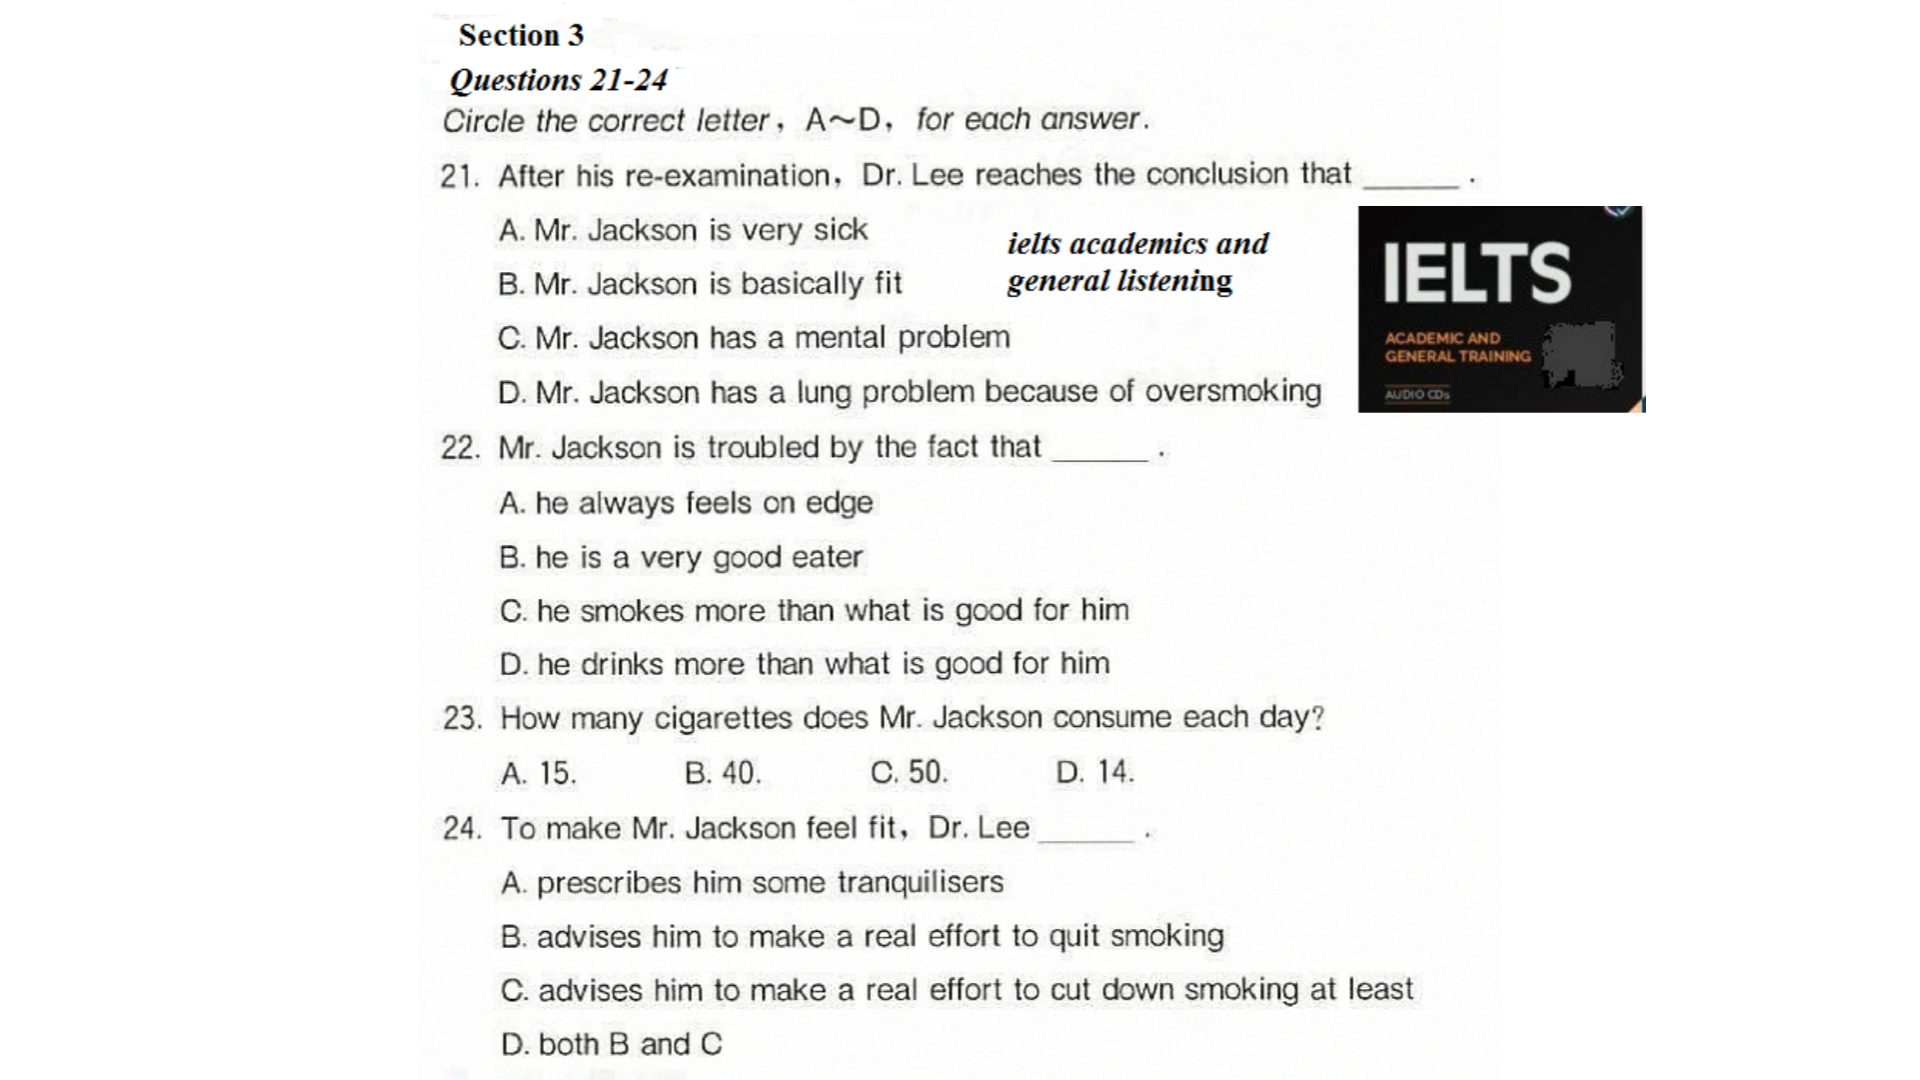 Section 3
Questions 21-24
Circle the correct letter, A~D, for each answer.
21. After his re-examination, Dr. Lee reaches the conclusion that ______ .
A. Mr. Jackson is very sick
B. Mr. Jackson is basically fit
C. Mr. Jackson has a mental problem
D. Mr. Jackson has a lung problem because of oversmoking
ielts academics and
general listening
IELTS
ACADEMIC AND
GENERAL TRAINING
AUDIO CDs
22. Mr. Jackson is troubled by the fact that ______ .
A. he always feels on edge
B. he is a very good eater
C. he smokes more than what is good for him
D. he drinks more than what is good for him
23. How many cigarettes does Mr. Jackson consume each day?
A. 15. B. 40. C. 50. D. 14.
24. To make Mr. Jackson feel fit, Dr. Lee ______ .
A. prescribes him some tranquilisers
B. advises him to make a real effort to quit smoking
C. advises him to make a real effort to cut down smoking at least
D. both B and C